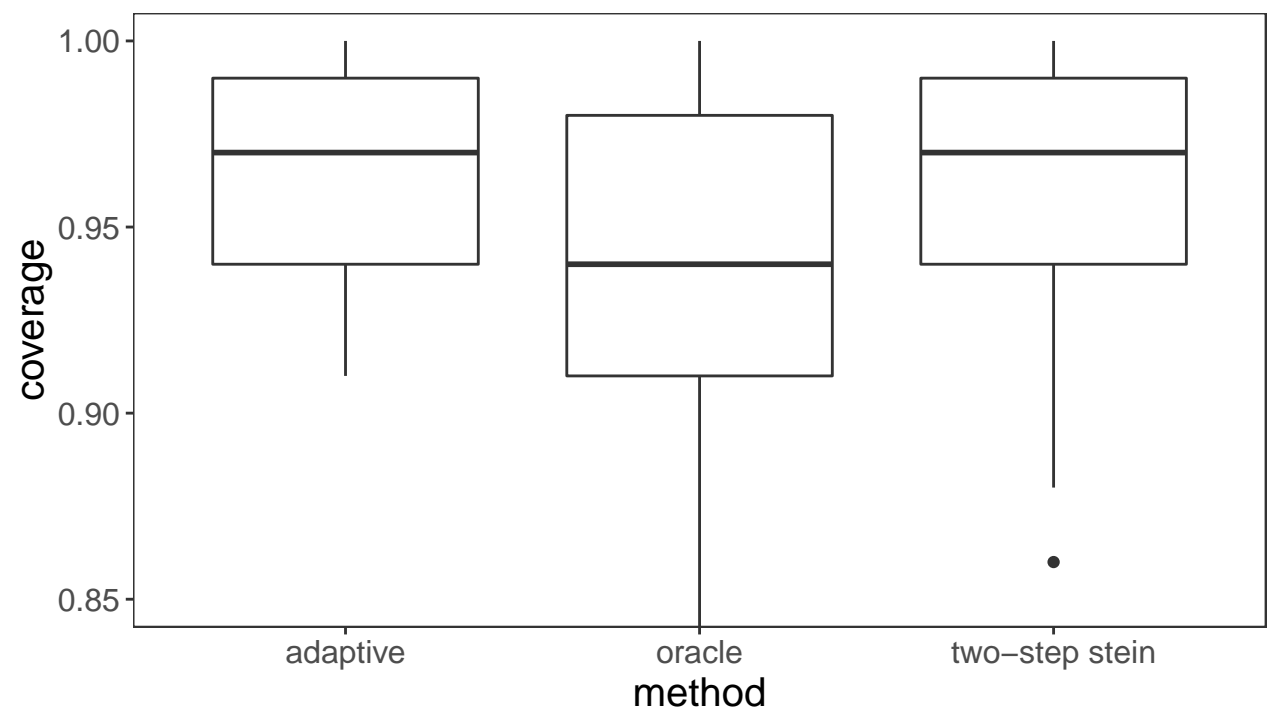 1.00
0.95
0.90
0.85
coverage
adaptive
oracle
two−step stein
method